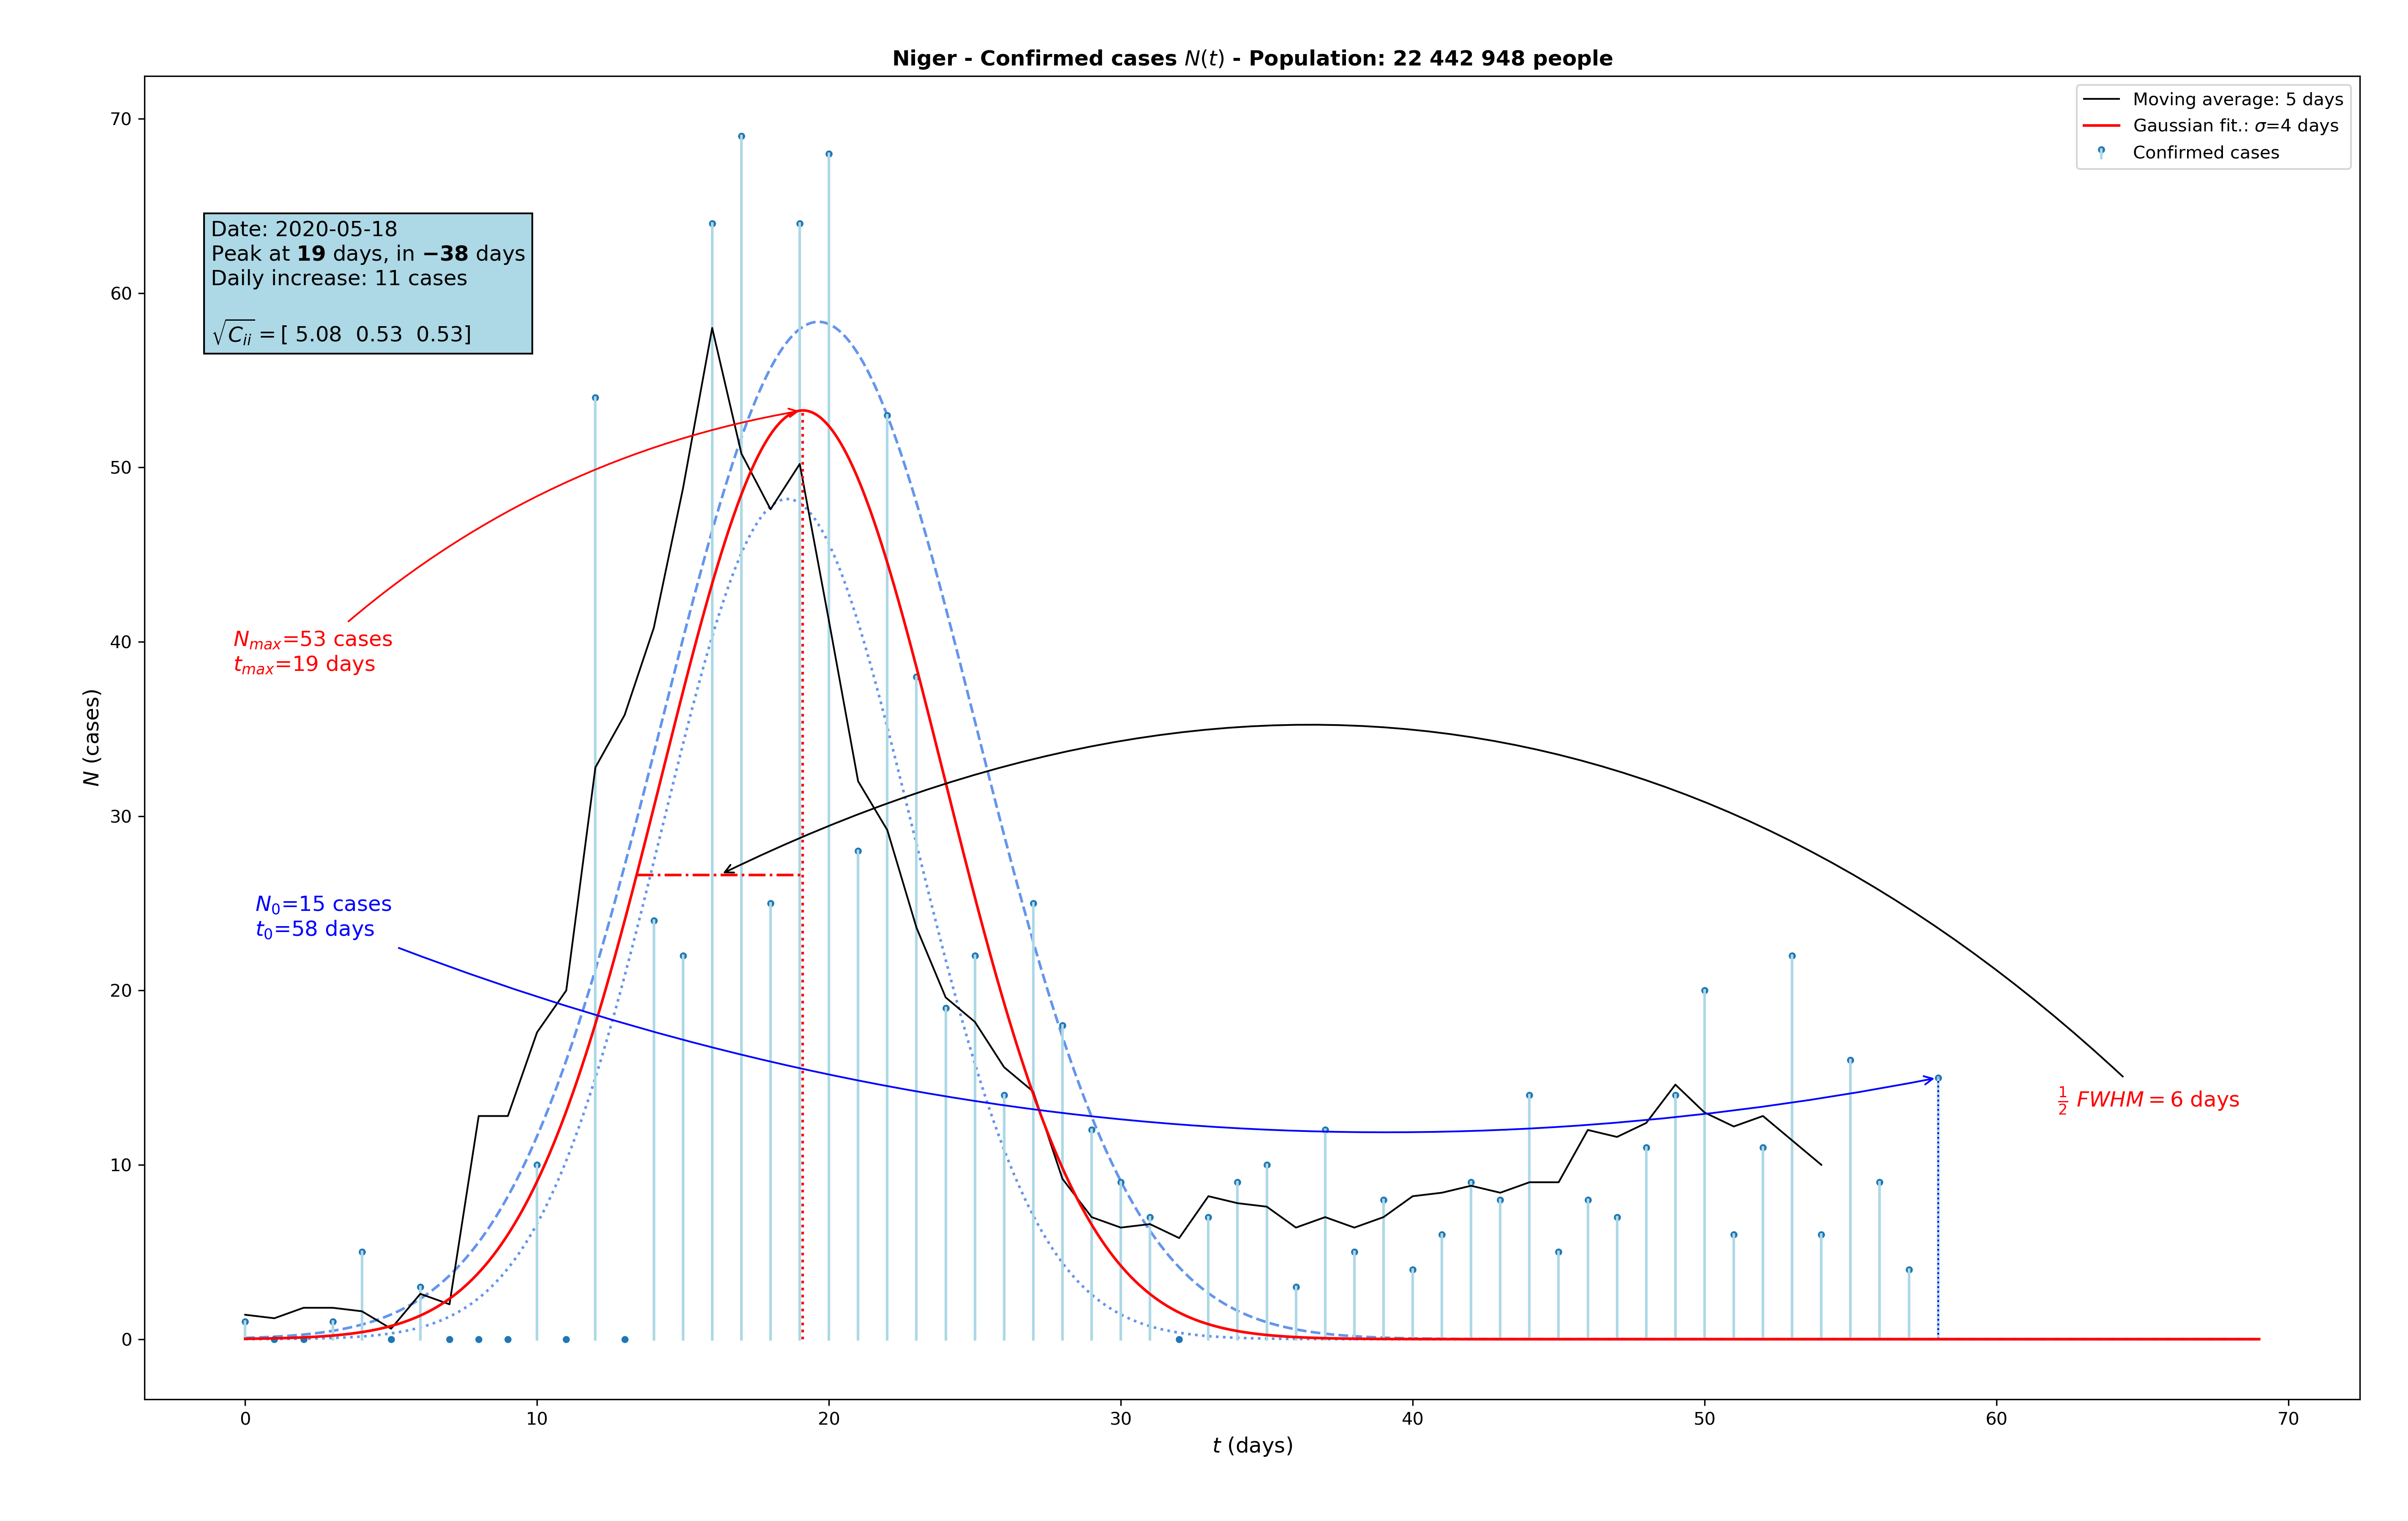 Niger - Confirmed cases N(t) - Population: 22 442 948 people
Moving average: 5 days
Gaussian fit.: σ=4 days
Confirmed cases
Date: 2020-05-18
Peak at 19 days, in −38 days
Daily increase: 11 cases
√C_ii = [ 5.08 0.53 0.53]
N_max=53 cases
t_max=19 days
N_0=15 cases
t_0=58 days
1/2 FWHM = 6 days
N (cases)
70
60
50
40
30
20
10
0
0 10 20 30 40 50 60 70
t (days)